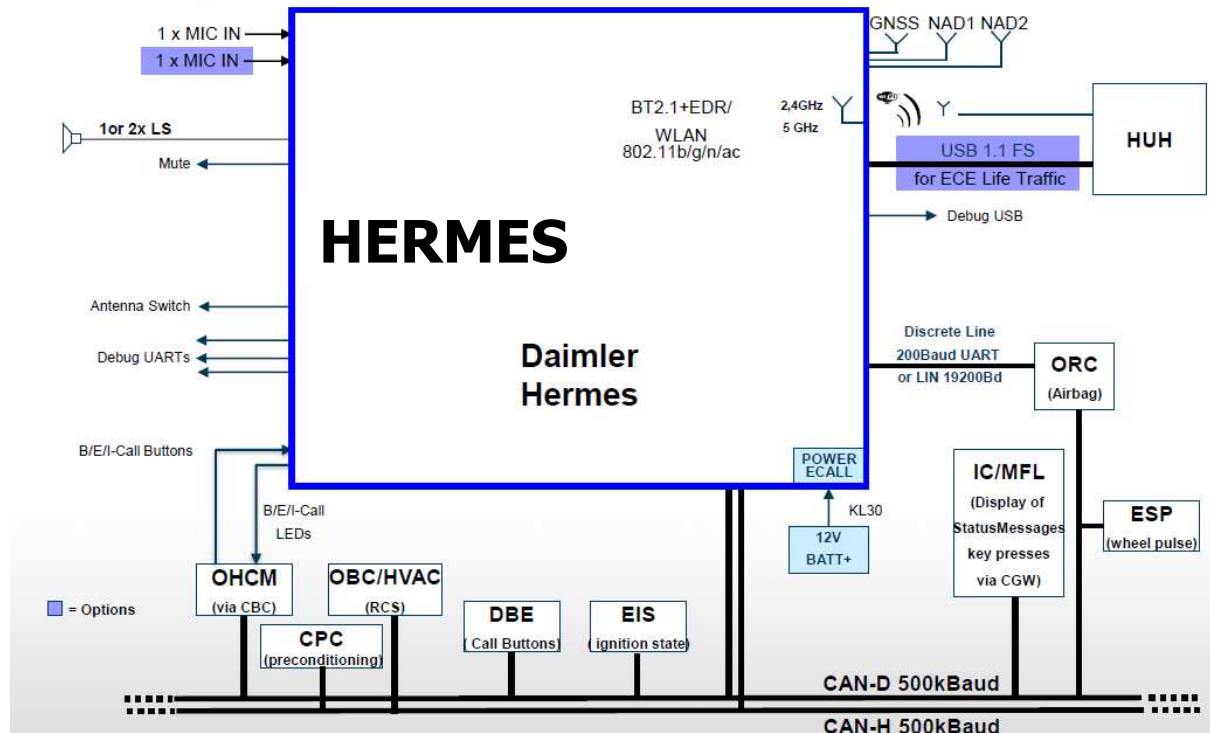 GNSS NAD1 NAD2
1 x MIC IN
1 x MIC IN
BT2.1+EDR/
WLAN
802.11b/g/n/ac
2,4GHz
5 GHz
Wi Fi
HUH
1or 2x LS
USB 1.1 FS
for ECE Life Traffic
Mute
Debug USB
HERMES
Antenna Switch
Debug UARTs
Discrete Line
200Baud UART
or LIN 19200Bd
Daimler
Hermes
ORC
(Airbag)
B/E/I-Call Buttons
POWER
ECALL
IC/MFL
(Display of
StatusMessages
key presses
via CGW)
B/E/I-Call
LEDs
KL30
12V
BATT+
ESP
(wheel pulse)
OHCM
(via CBC)
OBC/HVAC
(RCS)
= Options
CPC
(preconditioning)
DBE
( Call Buttons)
EIS
( ignition state)
CAN-D 500kBaud
CAN-H 500kBaud